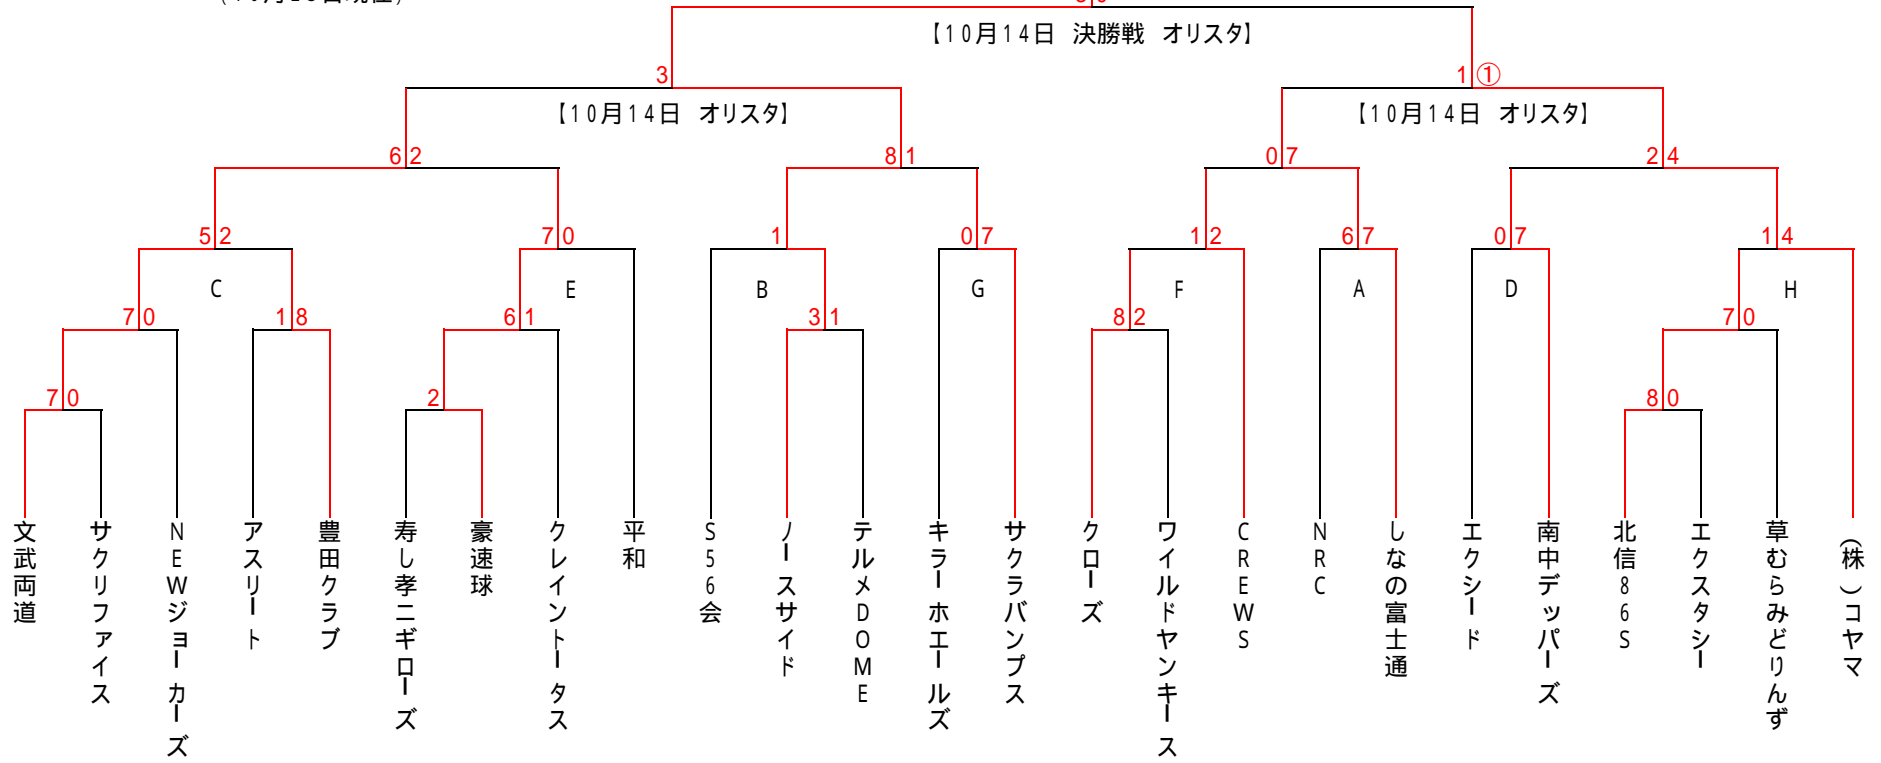 【10月14日 決勝戦 オリスタ】
3
1①
【10月14日 オリスタ】
【10月14日 オリスタ】
6 2
8 1
0 7
2 4
5 2
7 0
1
0 7
1 2
6 7
0 7
1 4
C
E
B
G
F
A
D
H
7 0
1 8
6 1
3 1
8 2
7 0
7 0
2
8 0
文武両道
サクリファイス
NEWジョーカーズ
アスリート
豊田クラブ
寿し孝ニギローズ
豪速球
クレイントータス
平和
S56会
ノースサイド
テルメDOME
キラーホエールズ
サクラバンプス
クローズ
ワイルドヤンキース
CREWS
NRC
しなの富士通
エクシード
南中デッパーズ
北信86S
エクスタシー
草むらみどりんず
(株)コヤマ